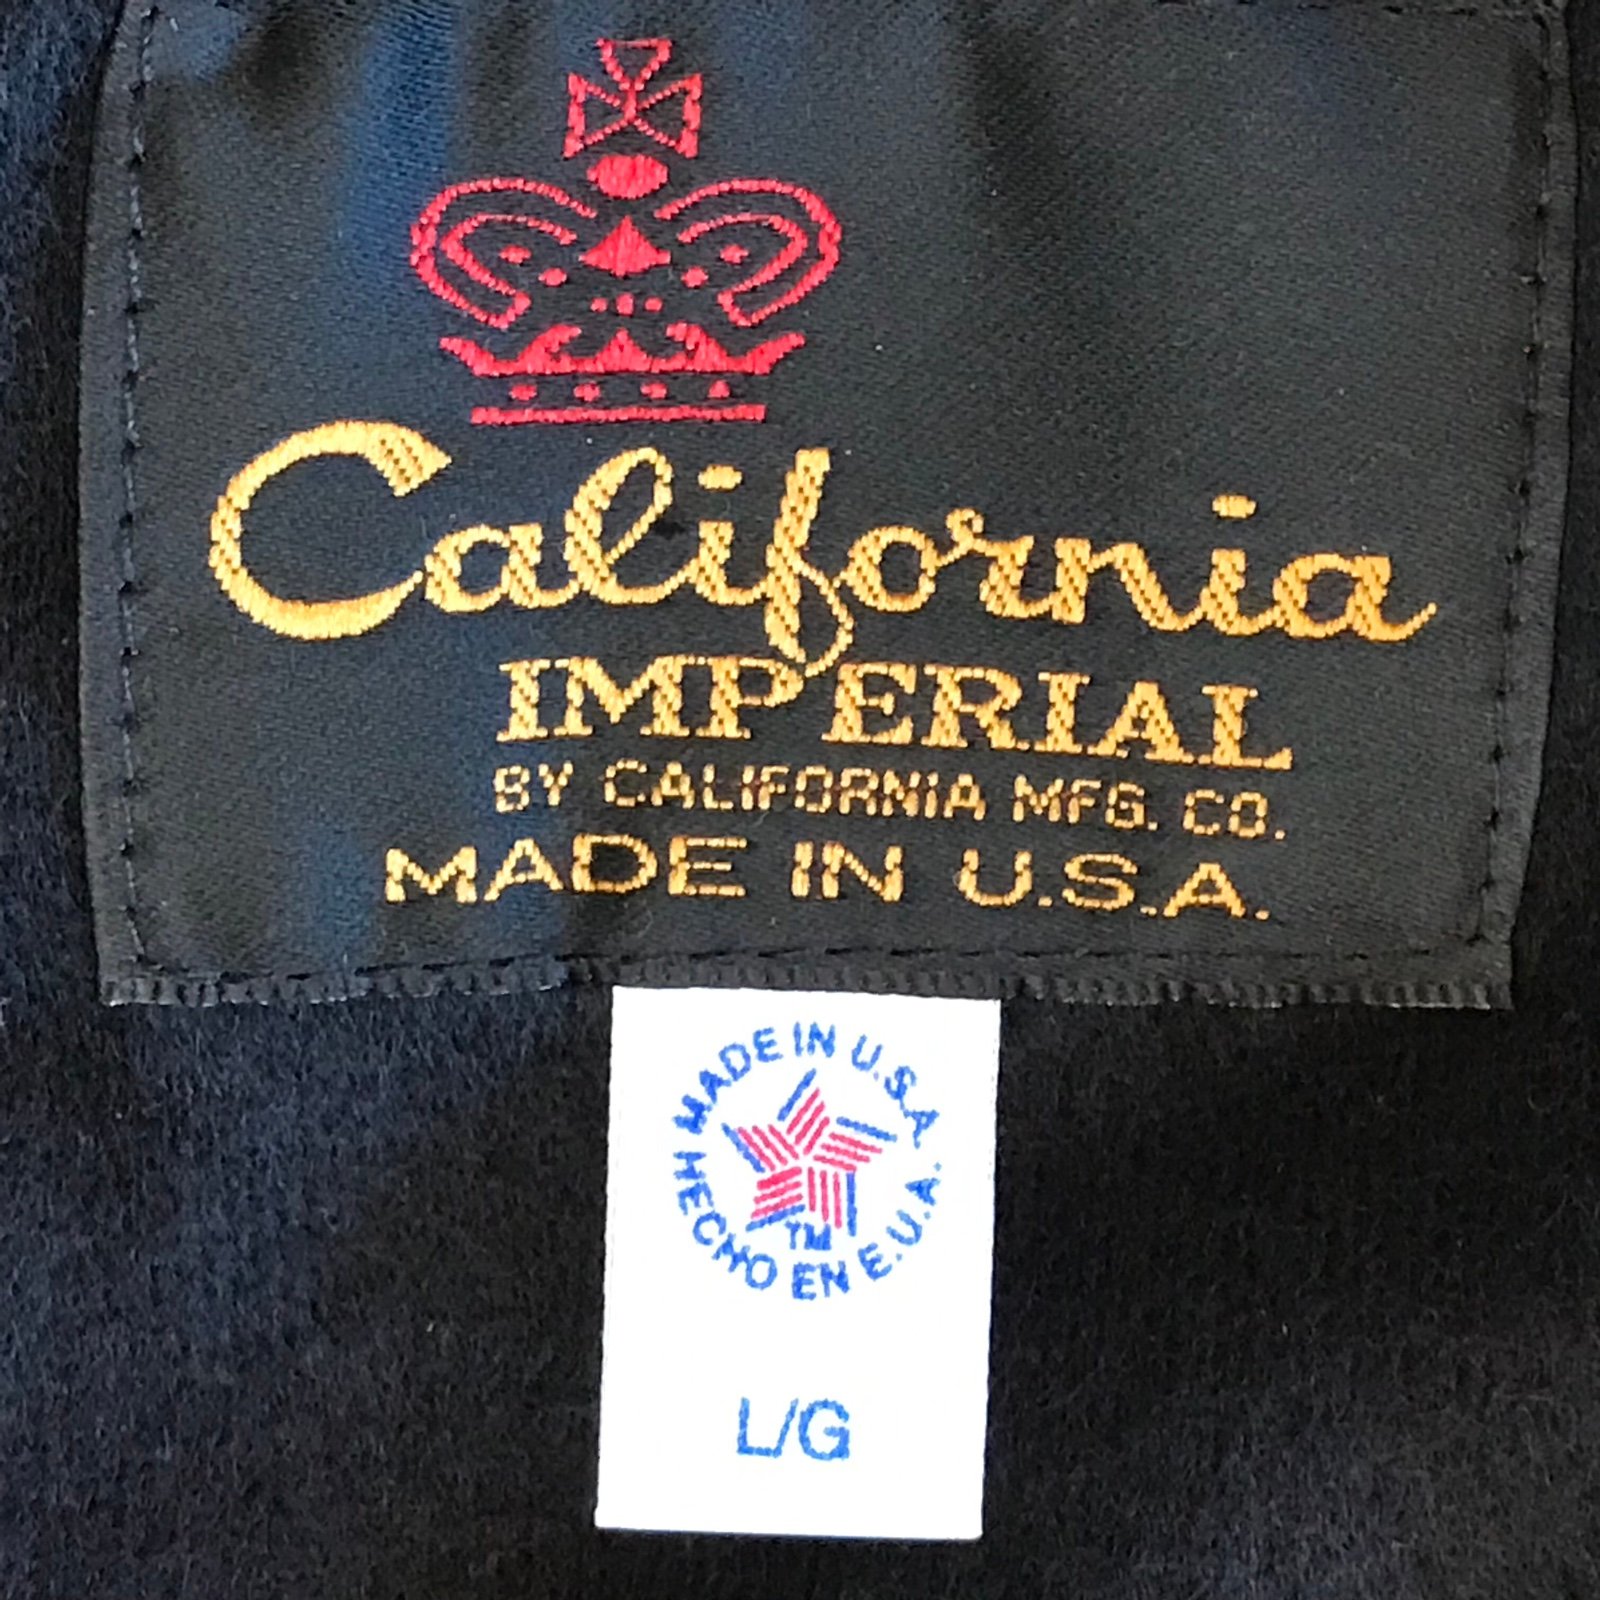 California
IMPERIAL
BY CALIFORNIA MFG. CO.
MADE IN U.S.A.
MADE IN U.S.A.
TM
HECHO EN E.U.A.
L/G